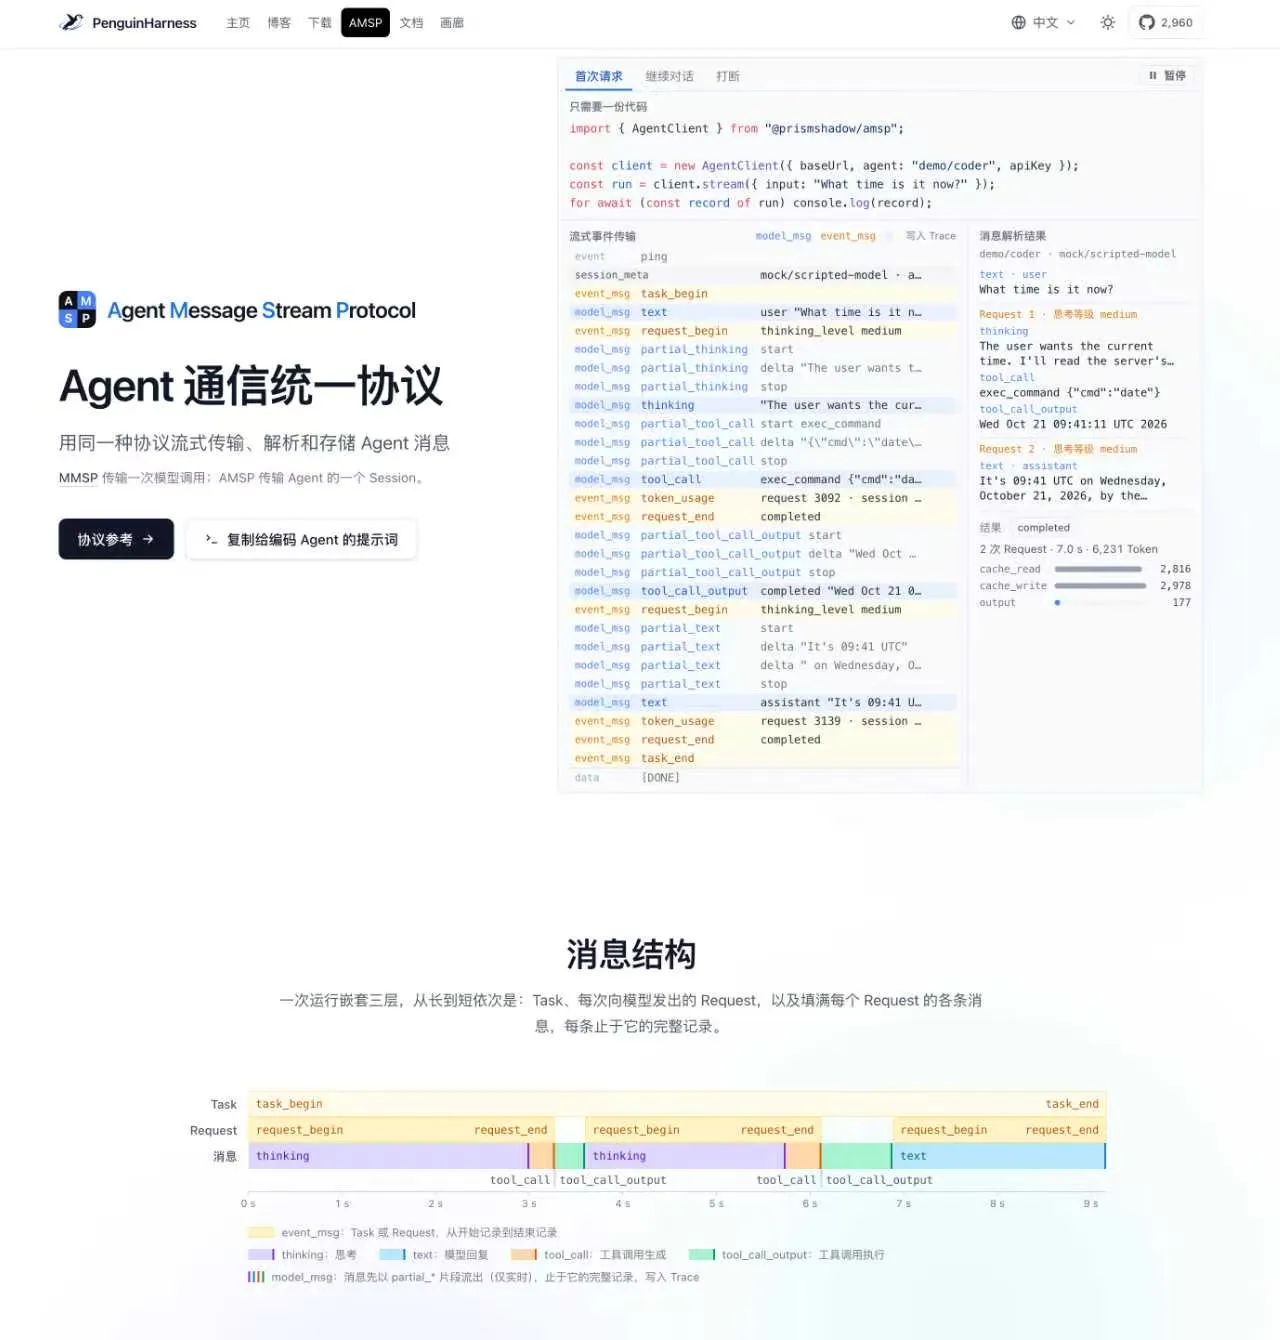 PenguinHarness 主页 博客 下载 AMSP 文档 画廊 中文 2,960
首次请求 继续对话 打断 暂停
只需要一份代码
import { AgentClient } from "@prismshadow/amsp";
const client = new AgentClient({ baseUrl, agent: "demo/coder", apiKey });
const run = client.stream({ input: "What time is it now?" });
for await (const record of run) console.log(record);
A M S P
Agent Message Stream Protocol
Agent 通信统一协议
用同一种协议流式传输、解析和存储 Agent 消息
MMSP 传输一次模型调用；AMSP 传输 Agent 的一个 Session。
协议参考 →
>_ 复制给编码 Agent 的提示词
流式事件传输 model_msg event_msg 写入 Trace
event ping
session_meta mock/scripted-model · a…
event_msg task_begin
model_msg text user "What time is it n…
event_msg request_begin thinking_level medium
model_msg partial_thinking start
model_msg partial_thinking delta "The user wants t…
model_msg partial_thinking stop
model_msg thinking "The user wants the cur…
model_msg partial_tool_call start exec_command
model_msg partial_tool_call delta "{\"cmd\":\"date\…
model_msg partial_tool_call stop
model_msg tool_call exec_command {"cmd":"da…
event_msg token_usage request 3092 · session …
event_msg request_end completed
model_msg partial_tool_call_output start
model_msg partial_tool_call_output delta "Wed Oct …
model_msg partial_tool_call_output stop
model_msg tool_call_output completed "Wed Oct 21 0…
event_msg request_begin thinking_level medium
model_msg partial_text start
model_msg partial_text delta "It's 09:41 UTC"
model_msg partial_text delta " on Wednesday, O…
model_msg partial_text stop
model_msg text assistant "It's 09:41 U…
event_msg token_usage request 3139 · session …
event_msg request_end completed
event_msg task_end
data [DONE]
消息解析结果
demo/coder · mock/scripted-model
text · user
What time is it now?
Request 1 · 思考等级 medium
thinking
The user wants the current
time. I'll read the server's…
tool_call
exec_command {"cmd":"date"}
tool_call_output
Wed Oct 21 09:41:11 UTC 2026
Request 2 · 思考等级 medium
text · assistant
It's 09:41 UTC on Wednesday,
October 21, 2026, by the…
结果 completed
2 次 Request · 7.0 s · 6,231 Token
cache_read 2,816
cache_write 2,978
output 177
消息结构
一次运行嵌套三层，从长到短依次是：Task、每次向模型发出的 Request，以及填满每个 Request 的各条消
息，每条止于它的完整记录。
Task task_begin task_end
Request request_begin request_end request_begin request_end request_begin request_end
消息 thinking thinking text
tool_call tool_call_output tool_call tool_call_output
0 s 1 s 2 s 3 s 4 s 5 s 6 s 7 s 8 s 9 s
event_msg：Task 或 Request，从开始记录到结束记录
thinking：思考 text：模型回复 tool_call：工具调用生成 tool_call_output：工具调用执行
model_msg：消息先以 partial_* 片段流出（仅实时），止于它的完整记录，写入 Trace